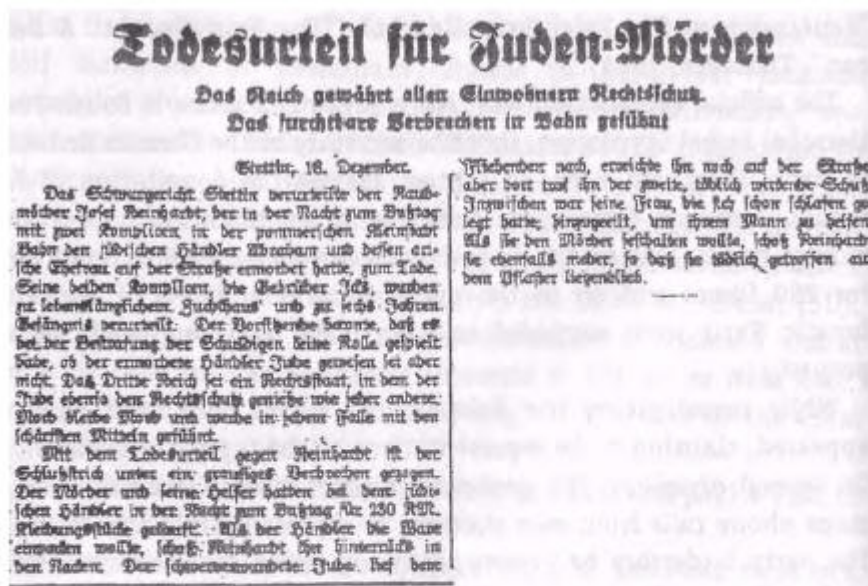 Todesurteil für Juden-Mörder
Das Reich gewährt allen Einwohnern Rechtsschutz.
Das furchtbare Verbrechen in Bahn gesühnt
Stettin, 18. Dezember.
Das Schwurgericht Stettin verurteilte den Raub-
mörder Josef Reinhardt, der in der Nacht zum Bußtag
mit zwei Komplicen in der pommerschen Kleinstadt
Bahn den jüdischen Händler Abraham und dessen ari-
sche Ehefrau auf der Straße ermordet hatte, zum Tode.
Seine beiden Komplicen, die Gebrüder wurden
zu lebenslänglichem Zuchthaus und zu sechs Jahren
Gefängnis verurteilt. Der Vorsitzende betonte, daß es
bei der Bestrafung der Schuldigen keine Rolle gespielt
habe, ob der ermordete Händler Jude gewesen sei oder
nicht. Das Dritte Reich sei ein Rechtsstaat, in dem der
Jude ebenso den Rechtsschutz genieße wie jeder andere.
Mord bleibe Mord und werde in jedem Falle mit den
schärfsten Mitteln gesühnt.
Mit dem Todesurteil gegen Reinhardt ist der
Schlußstrich unter ein grausiges Verbrechen gezogen.
Der Mörder und seine Helfer hatten bei dem jüdi-
schen Händler in der Nacht zum Bußtag für 230 RM.
Kleidungsstücke gekauft. Als der Händler die Ware
einpacken wollte, schoß Reinhardt ihn hinterrücks in
den Nacken. Der schwerverwundete Jude lief dem
Fliehenden nach, erreichte ihn noch auf der Straße
aber dort traf ihn der zweite, tödlich wirkende Schuß
Inzwischen war seine Frau, die sich schon schlafen ge
legt hatte, hinzugeeilt, um ihrem Mann zu helfen
Als sie den Mörder festhalten wollte, schoß Reinhardt
sie ebenfalls nieder, so daß sie tödlich getroffen auf
dem Pflaster liegenblieb.